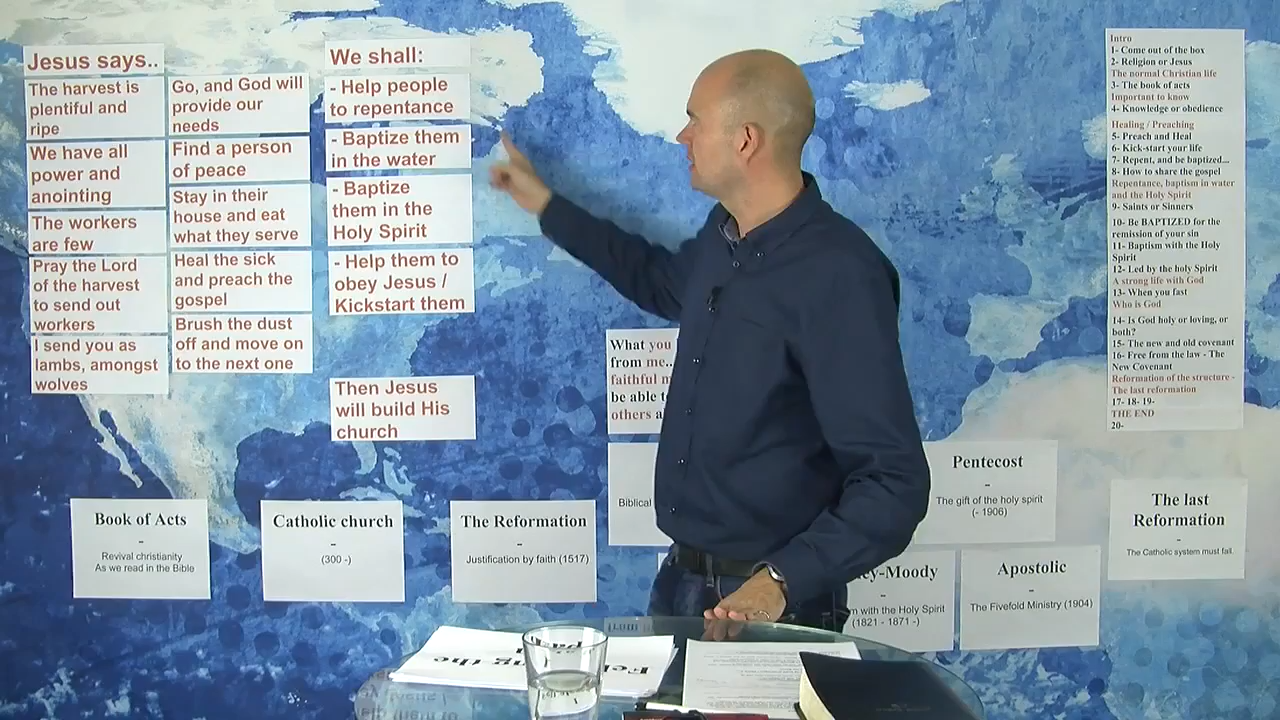 Jesus says..
The harvest is
plentiful and
ripe
We have all
power and
anointing
The workers
are few
Pray the Lord
of the harvest
to send out
workers
I send you as
lambs, amongst
wolves
Go, and God will
provide our
needs
Find a person
of peace
Stay in their
house and eat
what they serve
Heal the sick
and preach the
gospel
Brush the dust
off and move on
to the next one
We shall:
- Help people
to repentance
- Baptize them
in the water
- Baptize
them in the
Holy Spirit
- Help them to
obey Jesus /
Kickstart them
Then Jesus
will build His
church
What you
from me..
faithful
be able
others
Biblical
Intro
1- Come out of the box
2- Religion or Jesus
The normal Christian life
3- The book of acts
Important to know
4- Knowledge or obedience
Healing / Preaching
5- Preach and Heal
6- Kick-start your life
7- Repent, and be baptized...
8- How to share the gospel
Repentance, baptism in water
and the Holy Spirit
9- Saints or Sinners
10- Be BAPTIZED for the
remission of your sin
11- Baptism with the Holy
Spirit
12- Led by the holy Spirit
A strong life with God
13- When you fast
Who is God
14- Is God holy or loving, or
both?
15- The new and old covenant
16- Free from the law - The
New Covenant
Reformation of the structure -
The last reformation
17- 18- 19-
THE END
20-
Book of Acts
-
Revival christianity
As we read in the Bible
Catholic church
-
(300 -)
The Reformation
-
Justification by faith (1517)
Pentecost
-
The gift of the holy spirit
(- 1906)
ey-Moody
-
m with the Holy Spirit
(1821 - 1871 -)
Apostolic
-
The Fivefold Ministry (1904)
The last
Reformation
-
The Catholic system must fall.